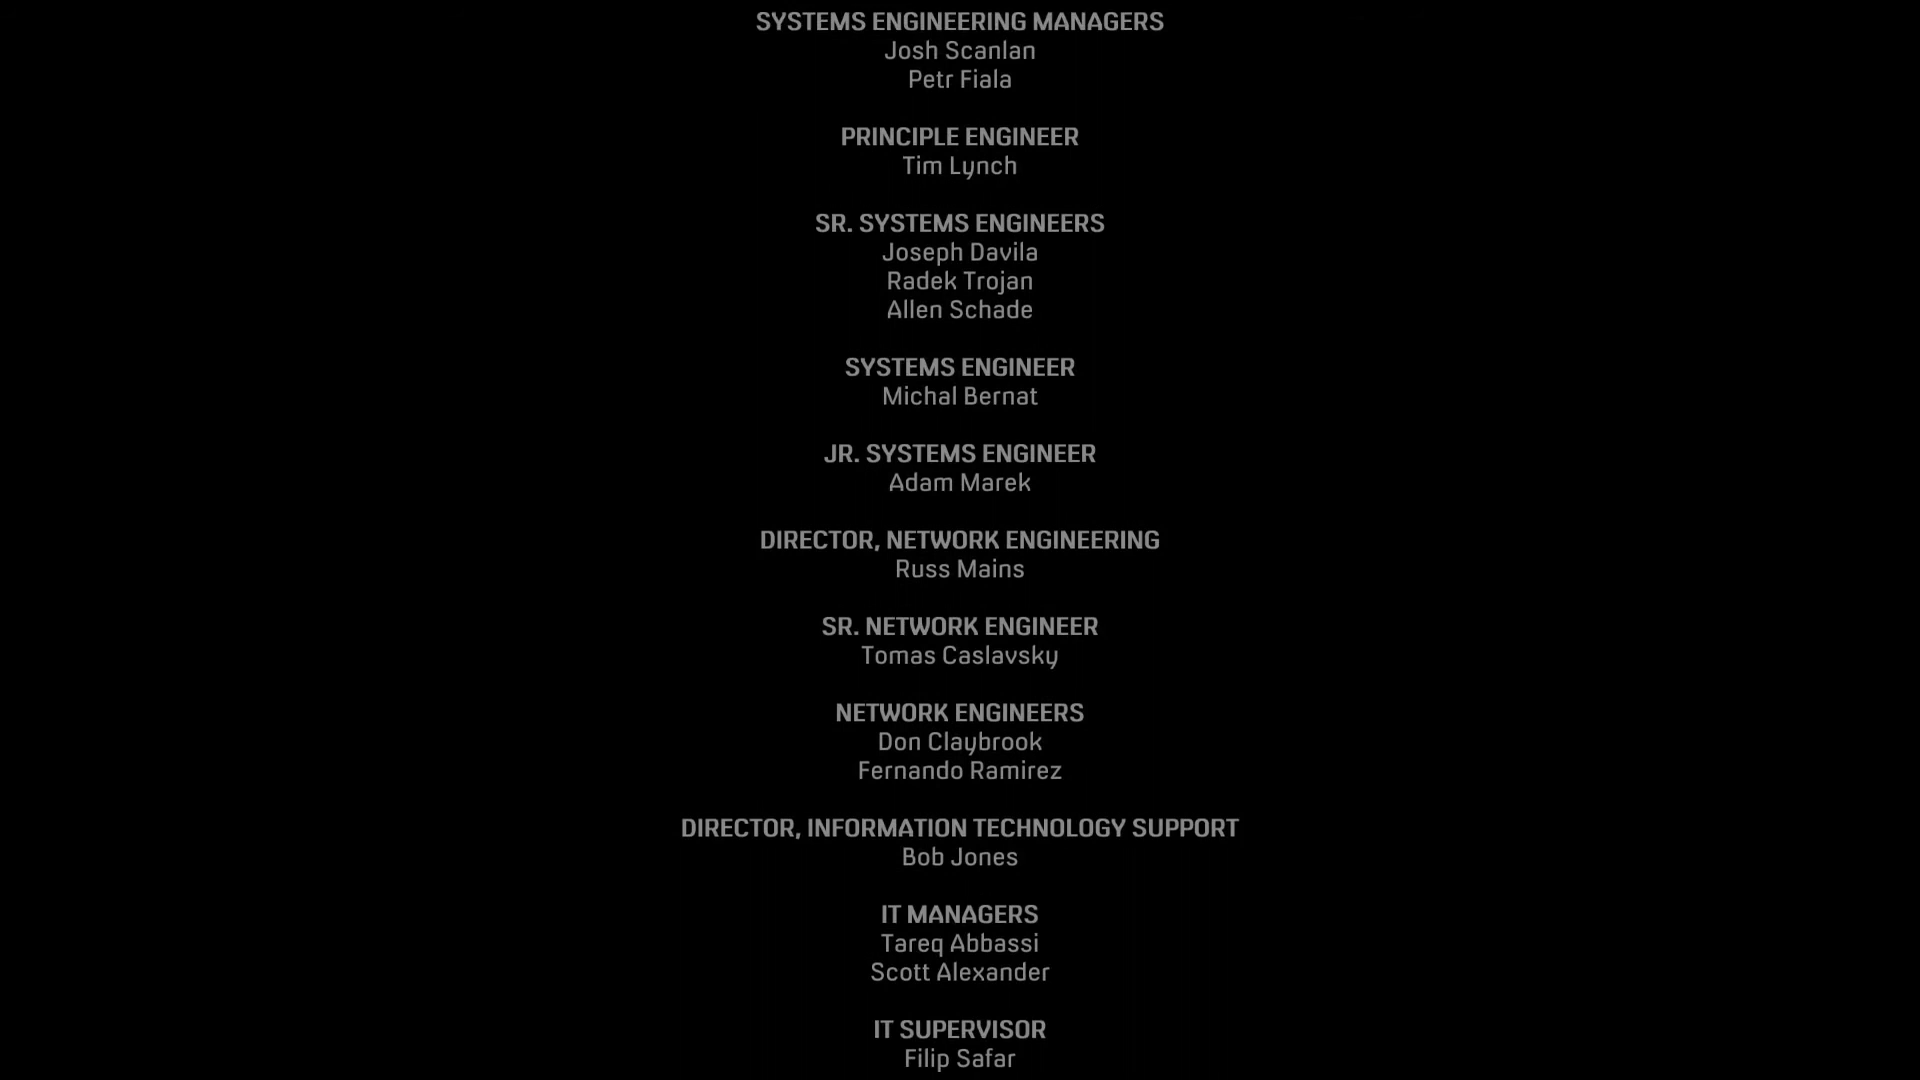 SYSTEMS ENGINEERING MANAGERS
Josh Scanlan
Petr Fiala
PRINCIPLE ENGINEER
Tim Lynch
SR. SYSTEMS ENGINEERS
Joseph Davila
Radek Trojan
Allen Schade
SYSTEMS ENGINEER
Michal Bernat
JR. SYSTEMS ENGINEER
Adam Marek
DIRECTOR, NETWORK ENGINEERING
Russ Mains
SR. NETWORK ENGINEER
Tomas Caslavsky
NETWORK ENGINEERS
Don Claybrook
Fernando Ramirez
DIRECTOR, INFORMATION TECHNOLOGY SUPPORT
Bob Jones
IT MANAGERS
Tareq Abbassi
Scott Alexander
IT SUPERVISOR
Filip Safar